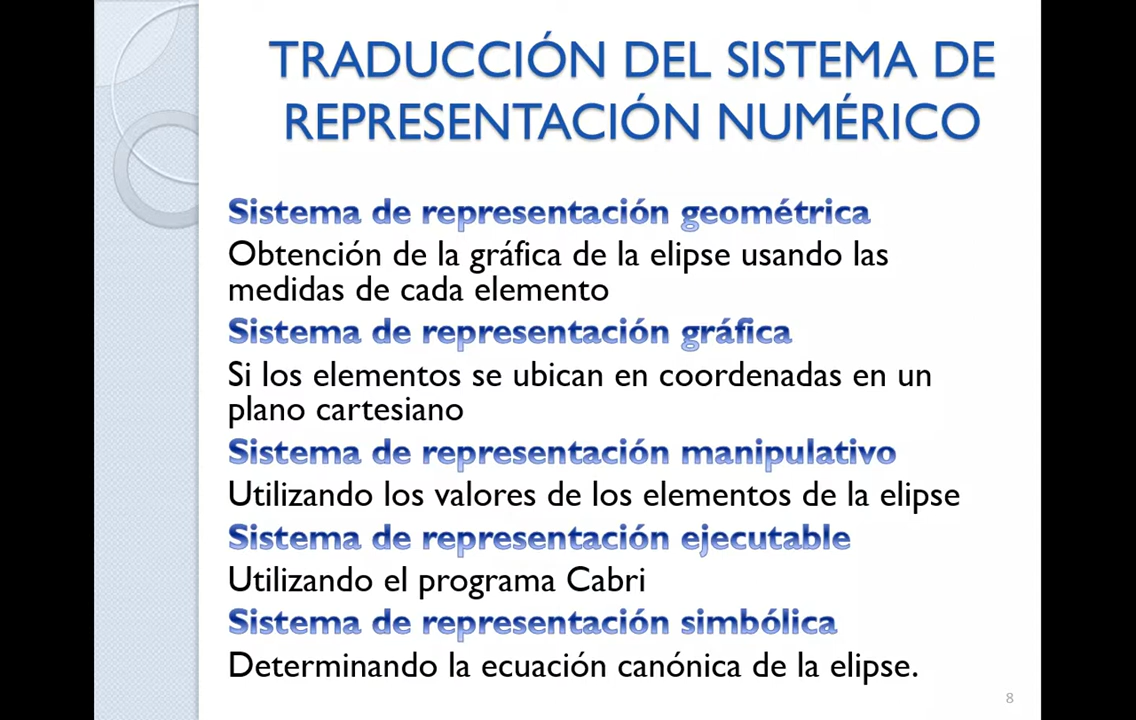 TRADUCCIÓN DEL SISTEMA DE
REPRESENTACIÓN NUMÉRICO
Sistema de representación geométrica
Obtención de la gráfica de la elipse usando las
medidas de cada elemento
Sistema de representación gráfica
Si los elementos se ubican en coordenadas en un
plano cartesiano
Sistema de representación manipulativo
Utilizando los valores de los elementos de la elipse
Sistema de representación ejecutable
Utilizando el programa Cabri
Sistema de representación simbólica
Determinando la ecuación canónica de la elipse.
8